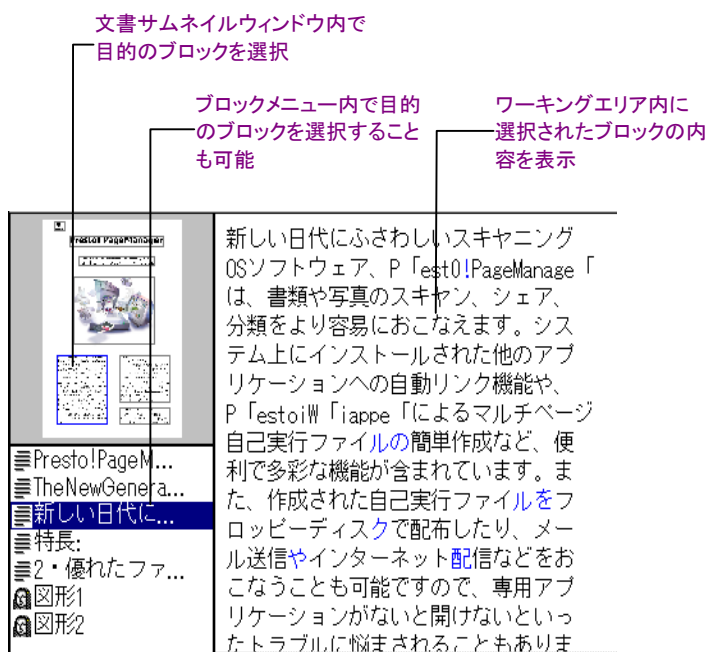 文書サムネイルウィンドウ内で
目的のブロックを選択
ブロックメニュー内で目的
のブロックを選択すること
も可能
ワーキングエリア内に
選択されたブロックの内
容を表示
Presto! PageManager
新しい日代にふさわしいスキヤニング
OSソフトウェア、P「est0!PageManage「
は、書類や写真のスキャン、シェア、
分類をより容易におこなえます。シス
テム上にインストールされた他のアプ
リケーションへの自動リンク機能や、
P「estoiW「iappe「によるマルチページ
自己実行ファイルの簡単作成など、便
利で多彩な機能が含まれています。ま
た、作成された自己実行ファイルをフ
ロッピーディスクで配布したり、メー
ル送信やインターネット配信などをお
こなうことも可能ですので、専用アプ
リケーションがないと開けないといっ
たトラブルに悩まされることもありま
Presto!PageM...
TheNewGenera...
新しい日代に...
特長:
2・優れたファ...
図形1
図形2